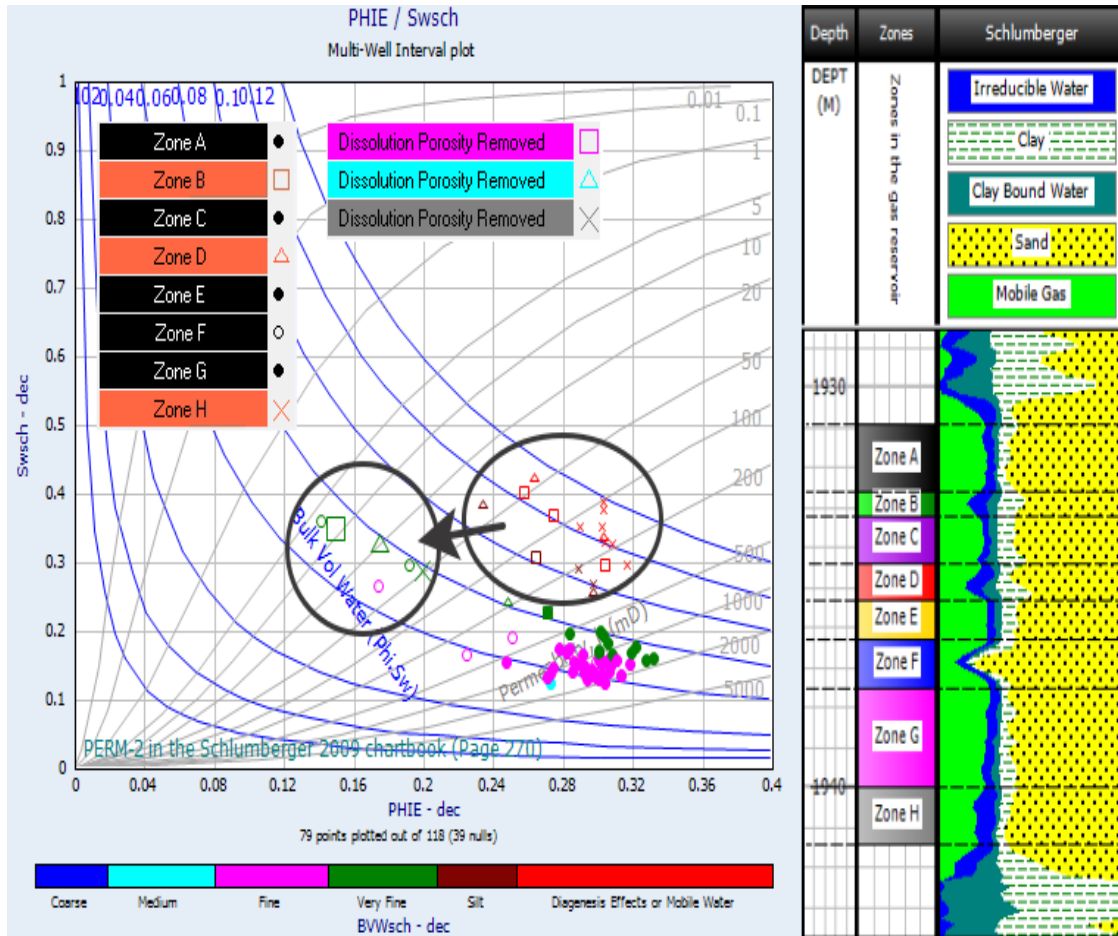 PHIE / Swsch
Multi-Well Interval plot
1
0.9
0.8
0.7
0.6
0.5
0.4
0.3
0.2
0.1
0
Swsch - dec
0.04 0.06 0.08 0.1 0.12
Zone A
Zone B
Zone C
Zone D
Zone E
Zone F
Zone G
Zone H
Dissolution Porosity Removed
Dissolution Porosity Removed
Dissolution Porosity Removed
0.01
0.1
1
5
10
20
50
100
200
500
1000
2000
5000
Bulk Vol Water (Phi.Sw)
(mD)
PERM-2 in the Schlumberger 2009 chartbook (Page 270)
0 0.04 0.08 0.12 0.16 0.2 0.24 0.28 0.32 0.36 0.4
PHIE - dec
79 points plotted out of 118 (39 nulls)
Coarse Medium Fine Very Fine Silt Diagenesis Effects or Mobile Water
BVWsch - dec
Depth Zones Schlumberger
DEPT
(M)
Zones in the gas reservoir
Irreducible Water
Clay
Clay Bound Water
Sand
Mobile Gas
1930
Zone A
Zone B
Zone C
Zone D
Zone E
Zone F
Zone G
1940
Zone H